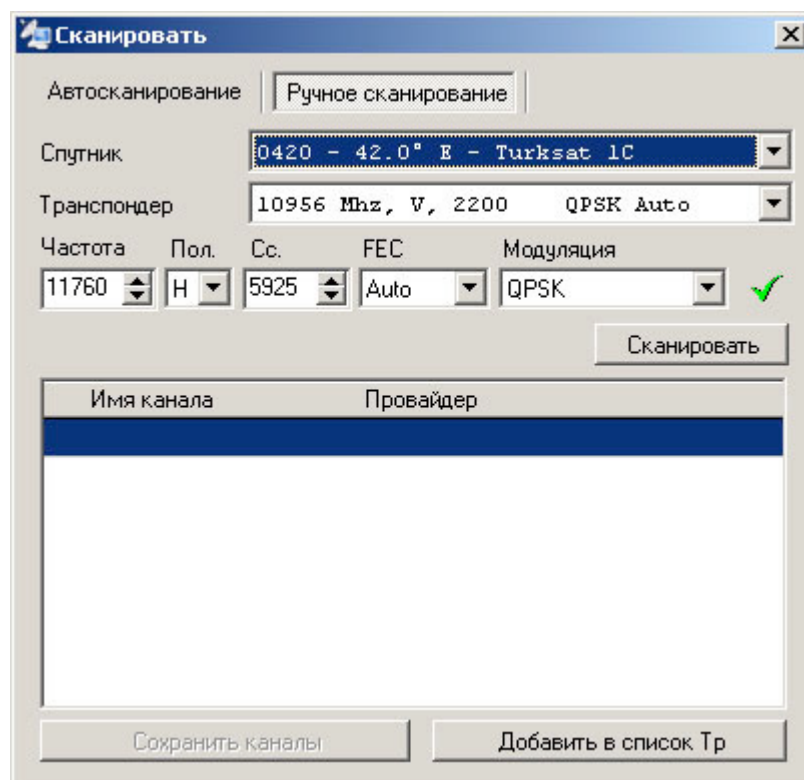 Сканировать
Автосканирование Ручное сканирование
Спутник 0420 - 42.0° E - Turksat 1C
Транспондер 10956 Mhz, V, 2200 QPSK Auto
Частота Пол. Сс. FEC Модуляция
11760 H 5925 Auto QPSK
Сканировать
Имя канала Провайдер
Сохранить каналы Добавить в список Тр